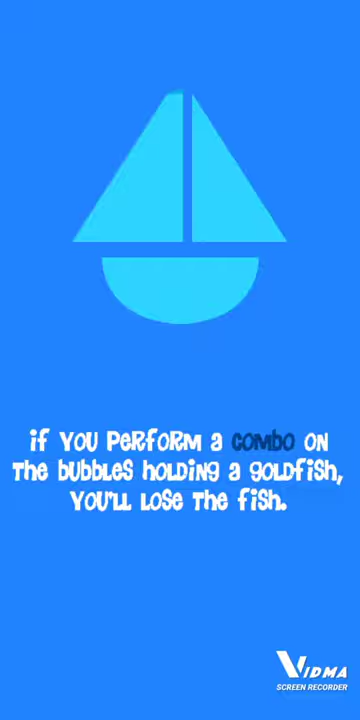 if you perform a combo on
the bubbles holding a goldfish,
you'll lose the fish.
VIDMA
SCREEN RECORDER